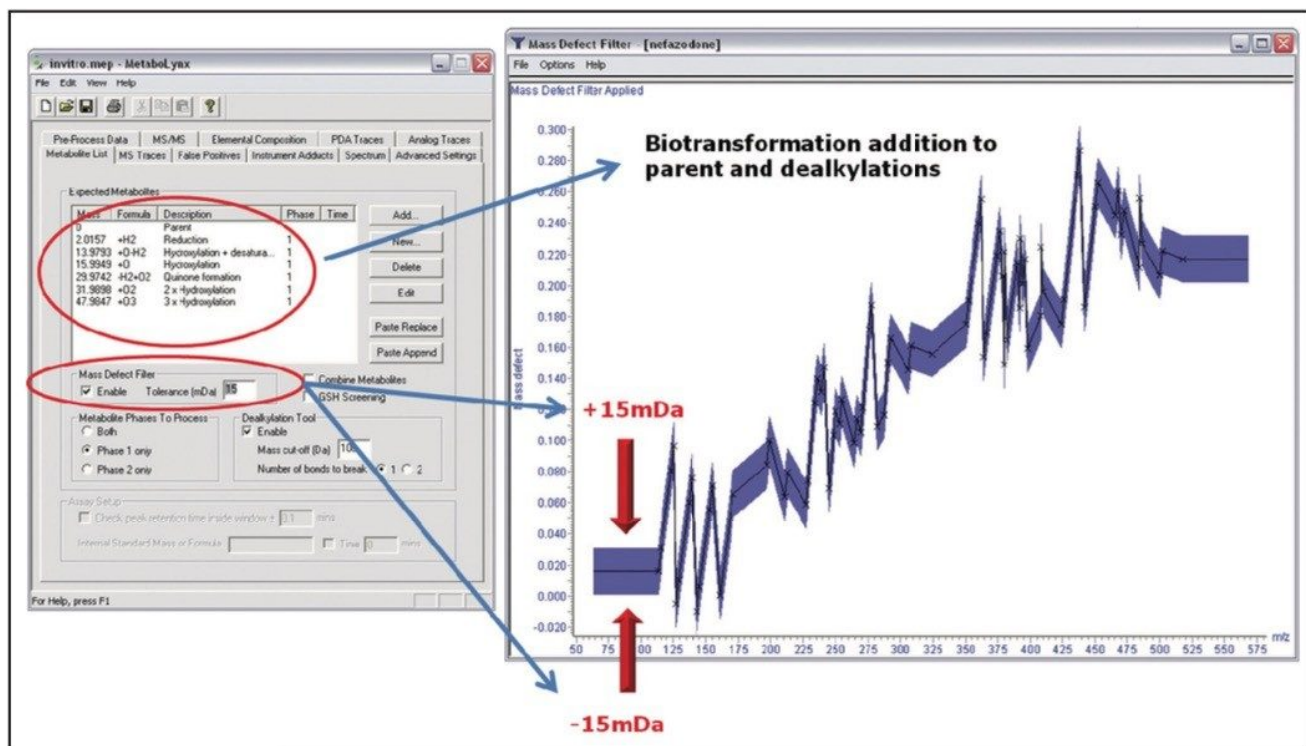 invitro.mep - MetaboLynx
File Edit View Help
Pre-Process Data MS/MS Elemental Composition PDA Traces Analog Traces
Metabolite List MS Traces False Positives Instrument Adducts Spectrum Advanced Settings
Expected Metabolites
Mass Formula Description Phase Time
0 Parent
2.0157 +H2 Reduction 1
13.9793 +O-H2 Hydroxylation + desatura... 1
15.9949 +O Hydroxylation 1
29.9742 -H2+O2 Quinone formation 1
31.9898 +O2 2 x Hydroxylation 1
47.9847 +O3 3 x Hydroxylation 1
Add...
New...
Delete
Edit
Paste Replace
Paste Append
Mass Defect Filter
Enable Tolerance (mDa) 15
Combine Metabolites
GSH Screening
Metabolite Phases To Process
Both
Phase 1 only
Phase 2 only
Dealkylation Tool
Enable
Mass cut-off (Da)
Number of bonds to break 1 2
Assay Setup
Check peak retention time inside window ± 0.1 mins
Internal Standard Mass or Formula Time 0 mins
For Help, press F1
Mass Defect Filter - [nefazodone]
File Options Help
Mass Defect Filter Applied
Biotransformation addition to
parent and dealkylations
0.300
0.280
0.260
0.240
0.220
0.200
0.180
0.160
0.140
0.120
0.100
0.080
0.060
0.040
0.020
0.000
-0.020
Mass defect
50 75 100 125 150 175 200 225 250 275 300 325 350 375 400 425 450 475 500 525 550 575
m/z
+15mDa
-15mDa